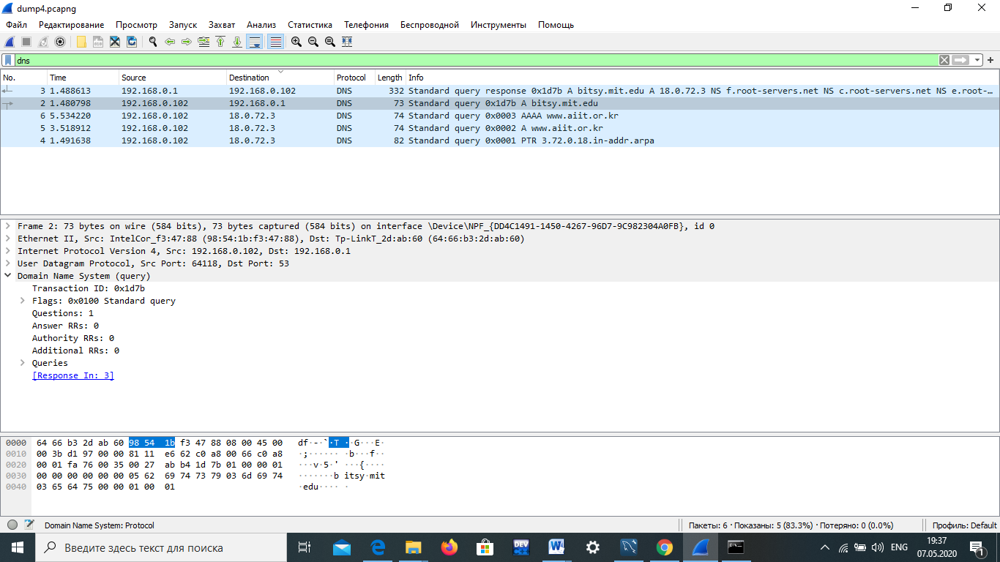 dump4.pcapng
Файл Редактирование Просмотр Запуск Захват Анализ Статистика Телефония Беспроводной Инструменты Помощь
dns
No. Time Source Destination Protocol Length Info
3 1.488613 192.168.0.1 192.168.0.102 DNS 332 Standard query response 0x1d7b A bitsy.mit.edu A 18.0.72.3 NS f.root-servers.net NS c.root-servers.net NS e.root-…
2 1.480798 192.168.0.102 192.168.0.1 DNS 73 Standard query 0x1d7b A bitsy.mit.edu
6 5.534220 192.168.0.102 18.0.72.3 DNS 74 Standard query 0x0003 AAAA www.aiit.or.kr
5 3.518912 192.168.0.102 18.0.72.3 DNS 74 Standard query 0x0002 A www.aiit.or.kr
4 1.491638 192.168.0.102 18.0.72.3 DNS 82 Standard query 0x0001 PTR 3.72.0.18.in-addr.arpa
Frame 2: 73 bytes on wire (584 bits), 73 bytes captured (584 bits) on interface \Device\NPF_{DD4C1491-1450-4267-96D7-9C982304A0FB}, id 0
Ethernet II, Src: IntelCor_f3:47:88 (98:54:1b:f3:47:88), Dst: Tp-LinkT_2d:ab:60 (64:66:b3:2d:ab:60)
Internet Protocol Version 4, Src: 192.168.0.102, Dst: 192.168.0.1
User Datagram Protocol, Src Port: 64118, Dst Port: 53
Domain Name System (query)
Transaction ID: 0x1d7b
Flags: 0x0100 Standard query
Questions: 1
Answer RRs: 0
Authority RRs: 0
Additional RRs: 0
Queries
[Response In: 3]
0000 64 66 b3 2d ab 60 98 54 1b f3 47 88 08 00 45 00 df·-·`·T ··G···E·
0010 00 3b d1 97 00 00 81 11 e6 62 c0 a8 00 66 c0 a8 ·;······ ·b···f··
0020 00 01 fa 76 00 35 00 27 ab b4 1d 7b 01 00 00 01 ···v·5·' ···{····
0030 00 00 00 00 00 00 05 62 69 74 73 79 03 6d 69 74 ·······b itsy·mit
0040 03 65 64 75 00 00 01 00 01 ·edu···· ·
Domain Name System: Protocol
Пакеты: 6 · Показаны: 5 (83.3%) · Потеряно: 0 (0.0%)
Профиль: Default
Введите здесь текст для поиска
DEV
W
ENG
19:37
07.05.2020
1